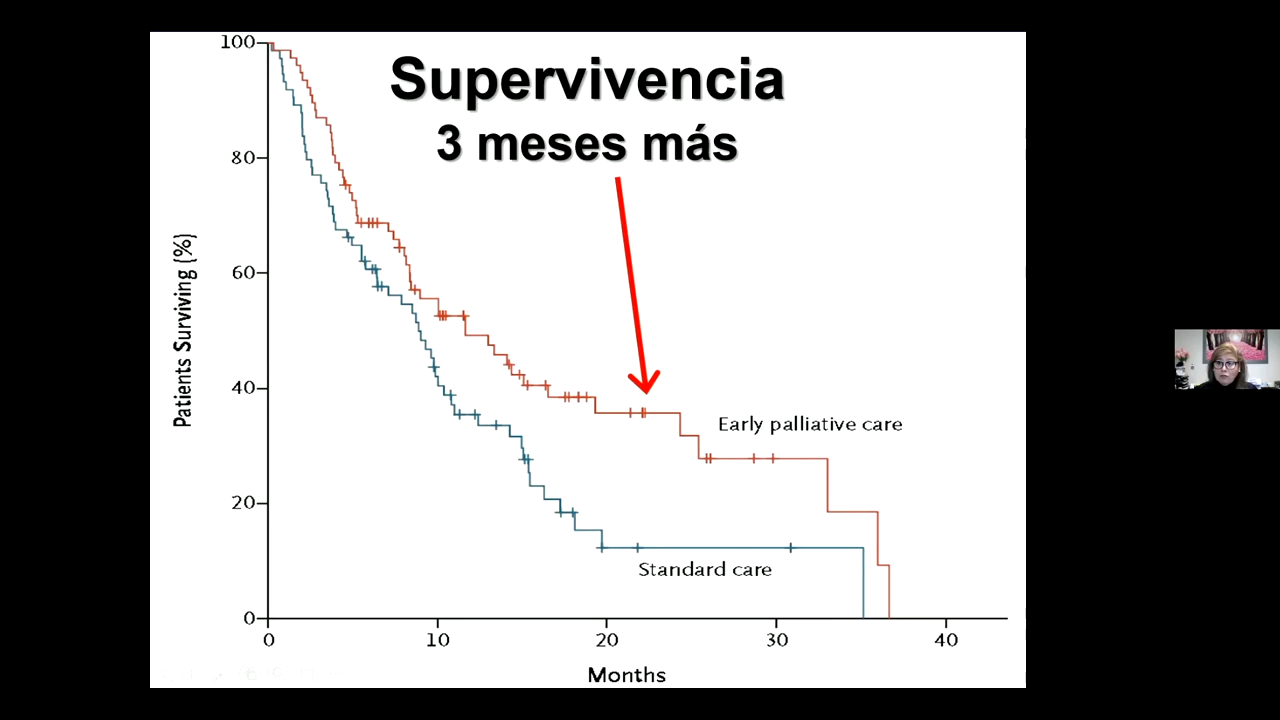 Supervivencia
3 meses más
100
80
60
40
20
0
Patients Surviving (%)
Early palliative care
Standard care
0 10 20 30 40
Months